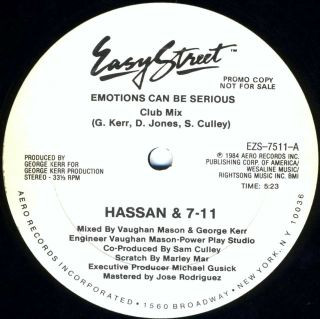 Easy Street™
PROMO COPY
NOT FOR SALE
EMOTIONS CAN BE SERIOUS
Club Mix
(G. Kerr, D. Jones, S. Culley)
EZS-7511-A
PRODUCED BY
GEORGE KERR FOR
GEORGE KERR PRODUCTION
STEREO - 33⅓ RPM
℗ 1984 AERO RECORDS INC.
PUBLISHING CORP. OF AMERICA/
WESALINE MUSIC/
RIGHTSONG MUSIC INC. BMI
TIME: 5:23
HASSAN & 7-11
Mixed By Vaughan Mason & George Kerr
Engineer Vaughan Mason-Power Play Studio
Co-Produced By Sam Culley
Scratch By Marley Mar
Executive Producer-Michael Gusick
Mastered by Jose Rodriguez
AERO RECORDS INCORPORATED • 1560 BROADWAY • NEW YORK, N.Y. 10036